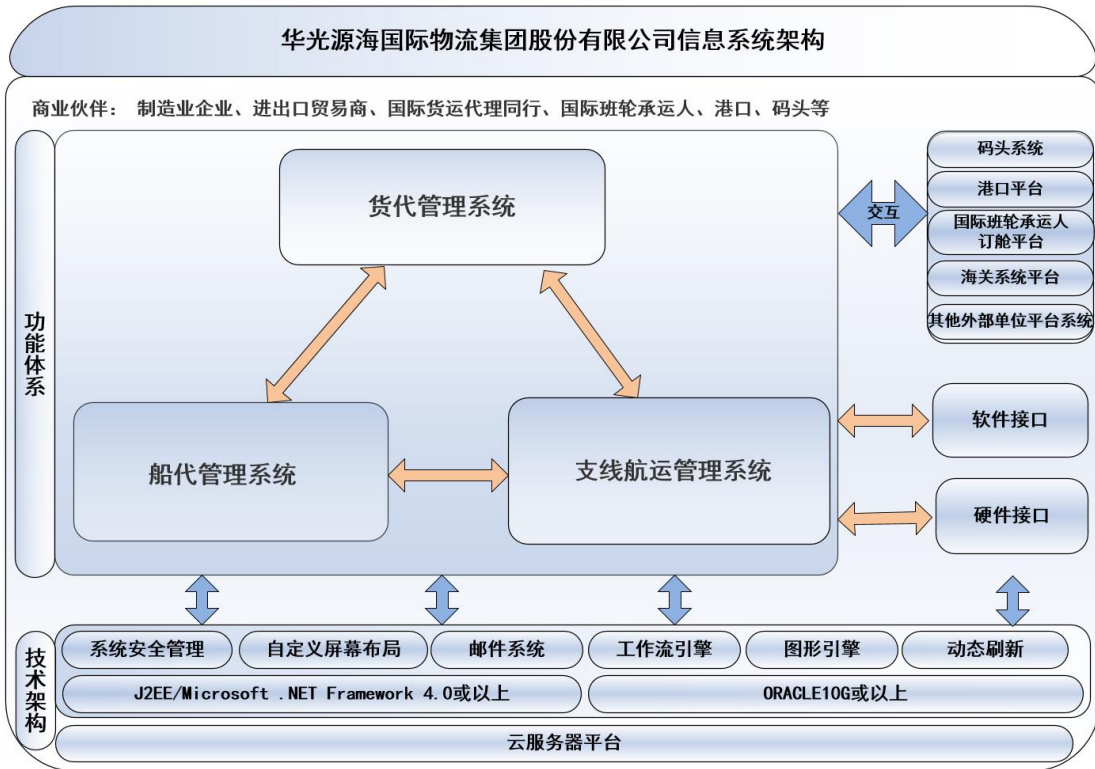 华光源海国际物流集团股份有限公司信息系统架构
商业伙伴: 制造业企业、进出口贸易商、国际货运代理同行、国际班轮承运人、港口、码头等
功能体系
货代管理系统
船代管理系统
支线航运管理系统
交互
码头系统
港口平台
国际班轮承运人
订舱平台
海关系统平台
其他外部单位平台系统
软件接口
硬件接口
技术架构
系统安全管理
自定义屏幕布局
邮件系统
工作流引擎
图形引擎
动态刷新
J2EE/Microsoft .NET Framework 4.0或以上
ORACLE10G或以上
云服务器平台